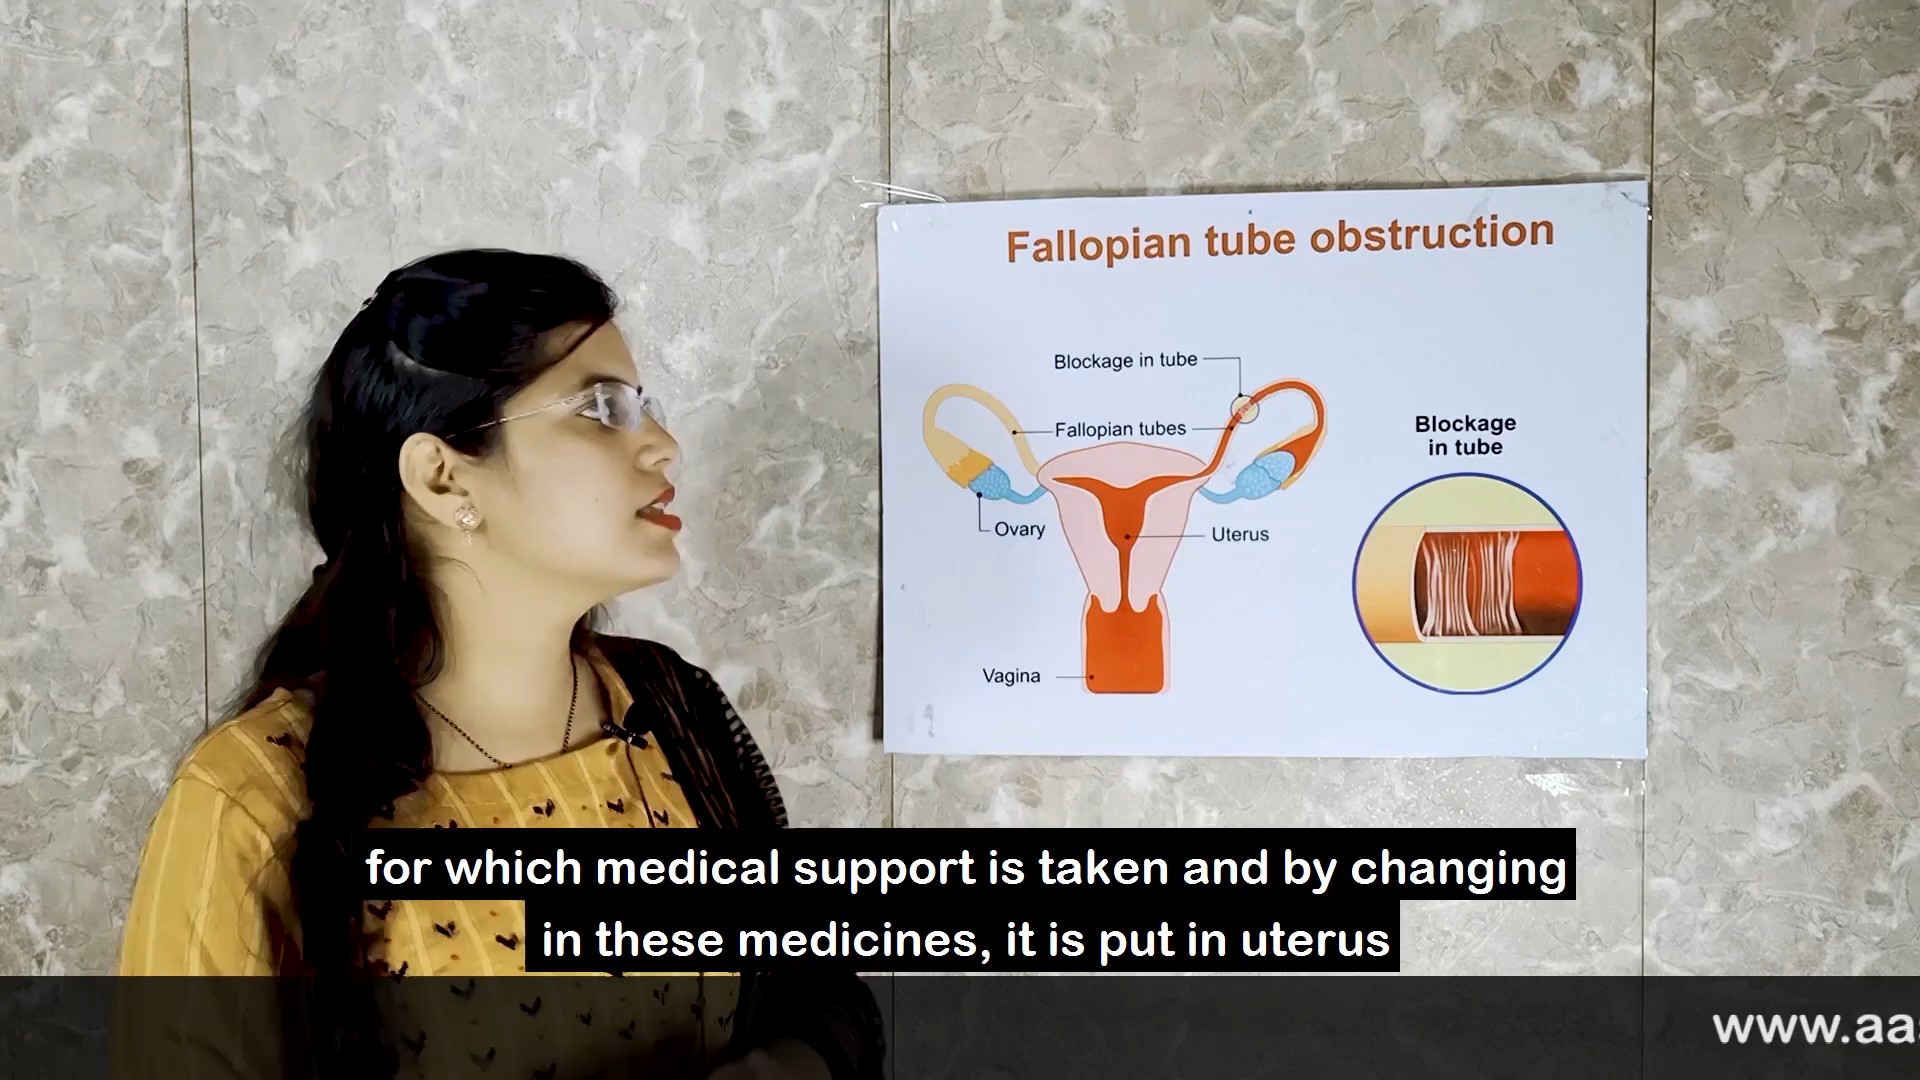 Fallopian tube obstruction
Blockage in tube
Fallopian tubes
Ovary
Uterus
Vagina
Blockage
in tube
for which medical support is taken and by changing
in these medicines, it is put in uterus
www.aas